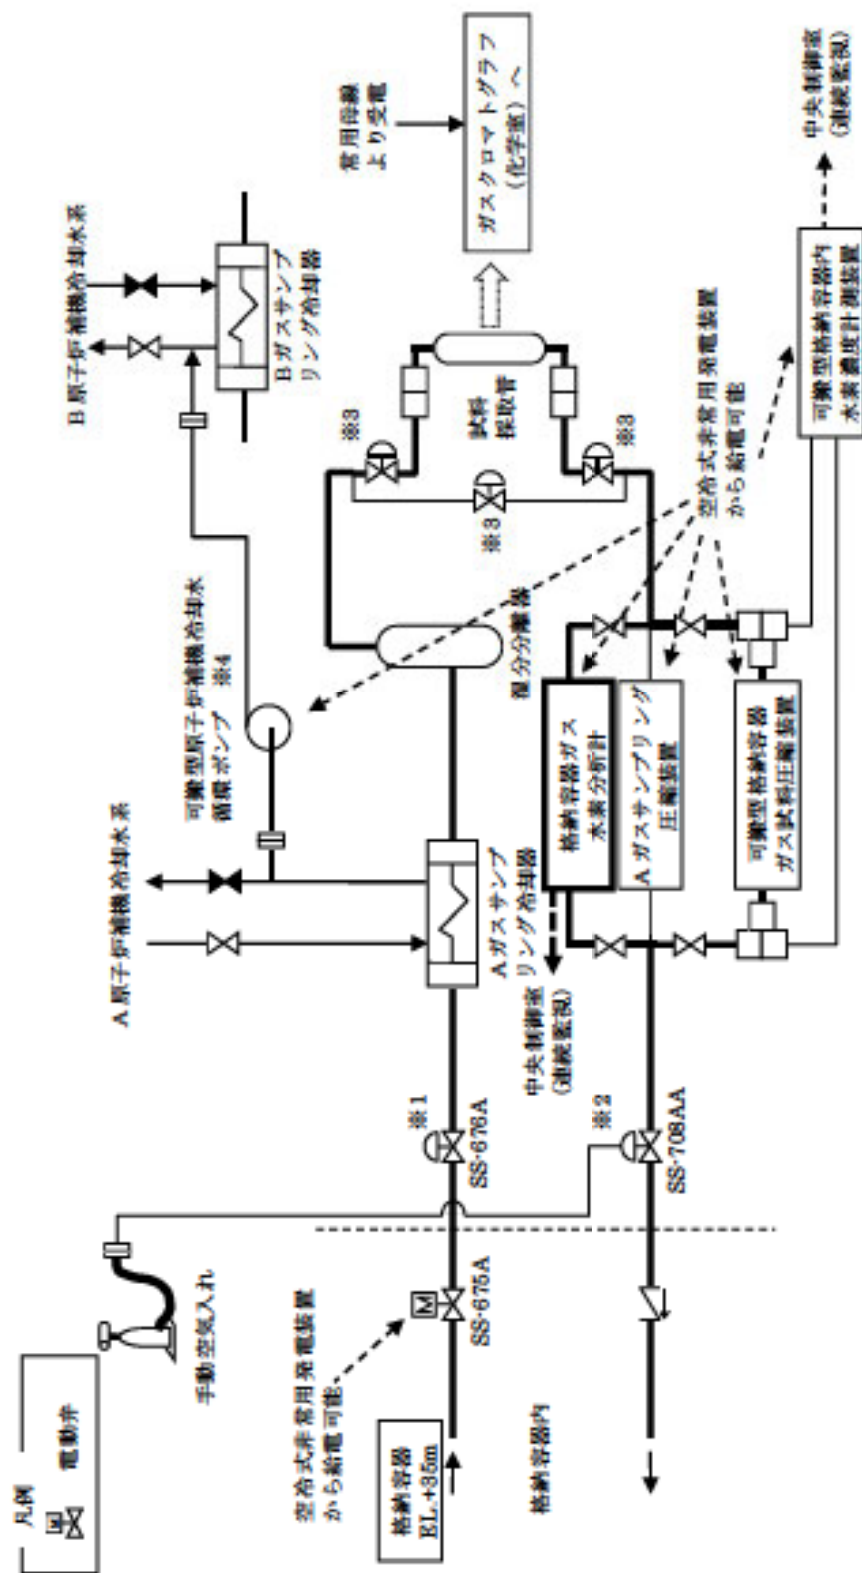 凡例
電動弁
M
手動空気入れ
空冷式非常用発電装置
から給電可能
格納容器
EL.+35m
格納容器内
M
SS-675A
※1
SS-676A
※2
SS-708AA
A原子炉補機冷却水系
可搬型原子炉補機冷却水
循環ポンプ ※4
Aガスサンプ
リング冷却器
中央制御室
(連続監視)
湿分分離器
格納容器ガス
水素分析計
Aガスサンプリング
圧縮装置
可搬型格納容器
ガス試料圧縮装置
B原子炉補機冷却水系
Bガスサンプ
リング冷却器
※3
※3
※3
試料
採取管
空冷式非常用発電装置
から給電可能
常用母線
より受電
ガスクロマトグラフ
(化学室)へ
可搬型格納容器内
水素濃度計測装置
中央制御室
(連続監視)